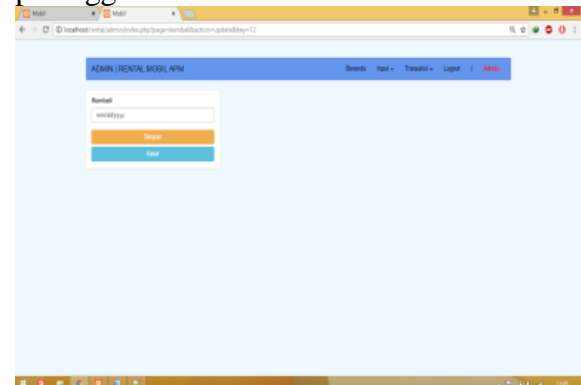 Mobil Mobil
localhost/rental/admin/index.php?page=kembali&action=update&key=12
ADMIN | RENTAL MOBIL APM Beranda Input Transaksi Logout | Admin
Kembali
mm/dd/yyyy
Simpan
Batal